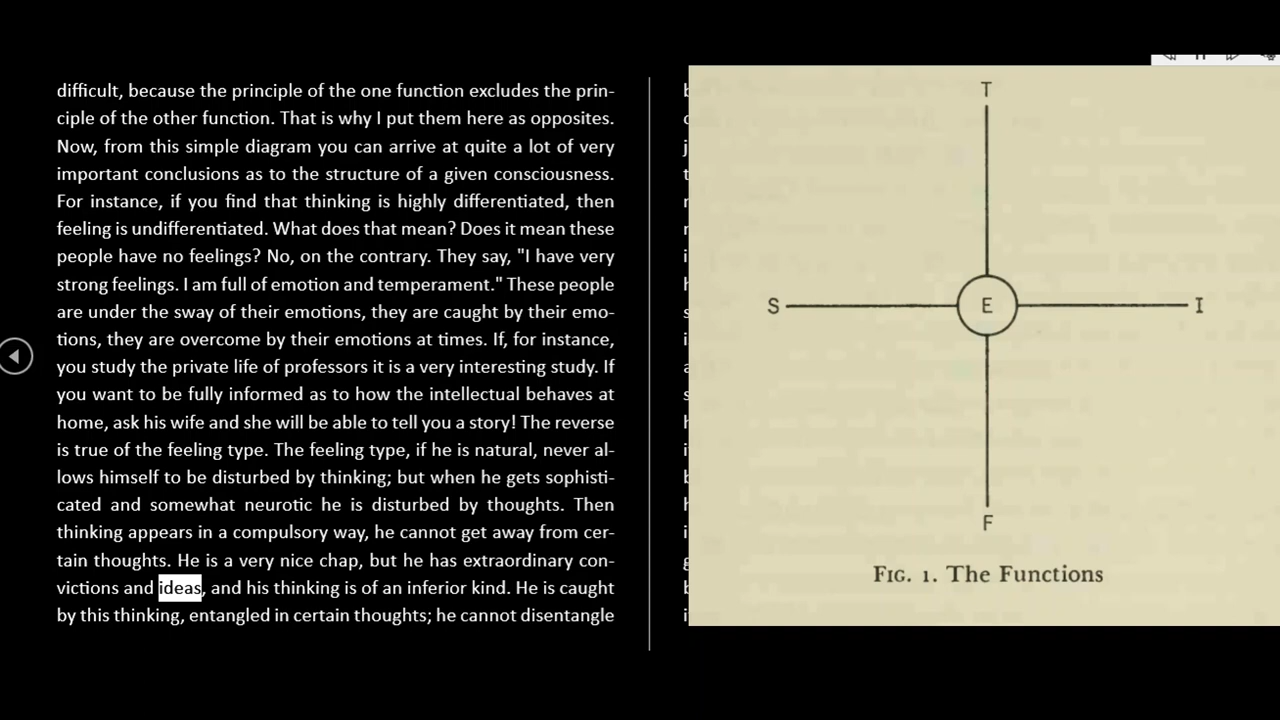 difficult, because the principle of the one function excludes the prin-
ciple of the other function. That is why I put them here as opposites.
Now, from this simple diagram you can arrive at quite a lot of very
important conclusions as to the structure of a given consciousness.
For instance, if you find that thinking is highly differentiated, then
feeling is undifferentiated. What does that mean? Does it mean these
people have no feelings? No, on the contrary. They say, "I have very
strong feelings. I am full of emotion and temperament." These people
are under the sway of their emotions, they are caught by their emo-
tions, they are overcome by their emotions at times. If, for instance,
you study the private life of professors it is a very interesting study. If
you want to be fully informed as to how the intellectual behaves at
home, ask his wife and she will be able to tell you a story! The reverse
is true of the feeling type. The feeling type, if he is natural, never al-
lows himself to be disturbed by thinking; but when he gets sophisti-
cated and somewhat neurotic he is disturbed by thoughts. Then
thinking appears in a compulsory way, he cannot get away from cer-
tain thoughts. He is a very nice chap, but he has extraordinary con-
victions and ideas, and his thinking is of an inferior kind. He is caught
by this thinking, entangled in certain thoughts; he cannot disentangle
T
S E I
F
FIG. 1. The Functions